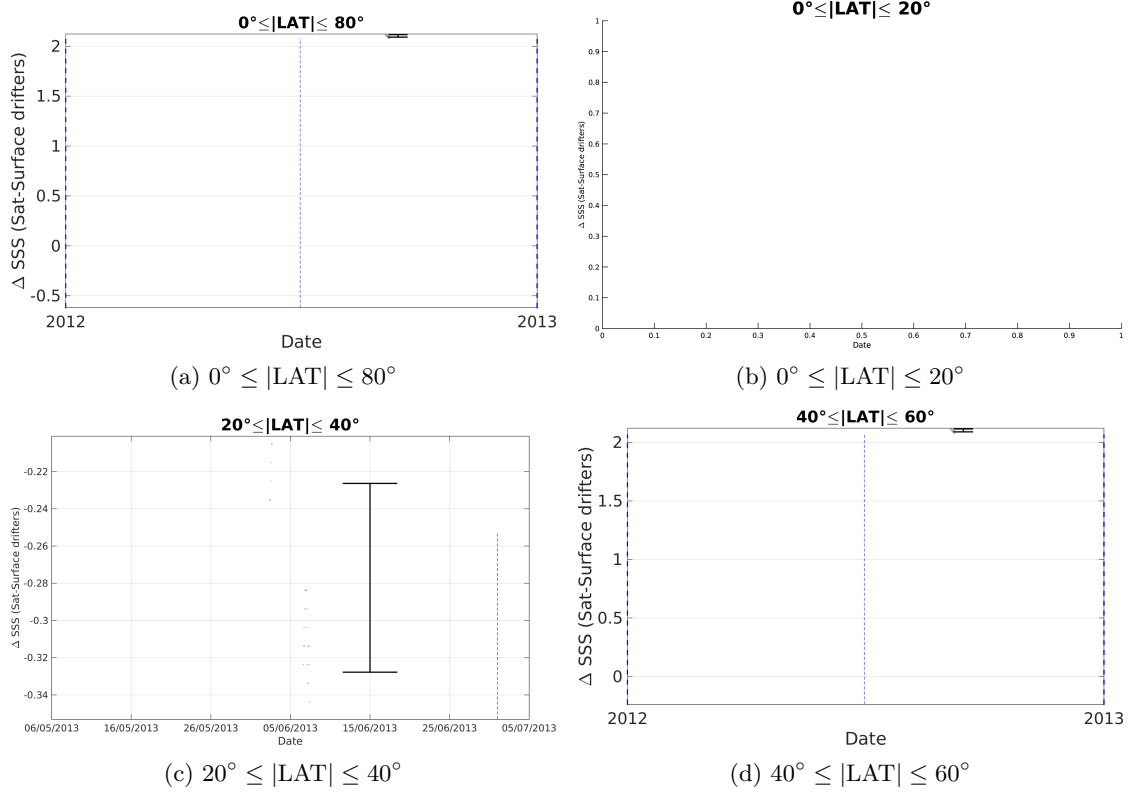 0°≤|LAT|≤ 80°
Δ SSS (Sat-Surface drifters)
2
1.5
1
0.5
0
-0.5
2012 2013
Date
(a) 0° ≤ |LAT| ≤ 80°
0°≤|LAT|≤ 20°
Δ SSS (Sat-Surface drifters)
1
0.9
0.8
0.7
0.6
0.5
0.4
0.3
0.2
0.1
0
0 0.1 0.2 0.3 0.4 0.5 0.6 0.7 0.8 0.9 1
Date
(b) 0° ≤ |LAT| ≤ 20°
20°≤|LAT|≤ 40°
Δ SSS (Sat-Surface drifters)
-0.22
-0.24
-0.26
-0.28
-0.3
-0.32
-0.34
06/05/2013 16/05/2013 26/05/2013 05/06/2013 15/06/2013 25/06/2013 05/07/2013
Date
(c) 20° ≤ |LAT| ≤ 40°
40°≤|LAT|≤ 60°
Δ SSS (Sat-Surface drifters)
2
1.5
1
0.5
0
2012 2013
Date
(d) 40° ≤ |LAT| ≤ 60°